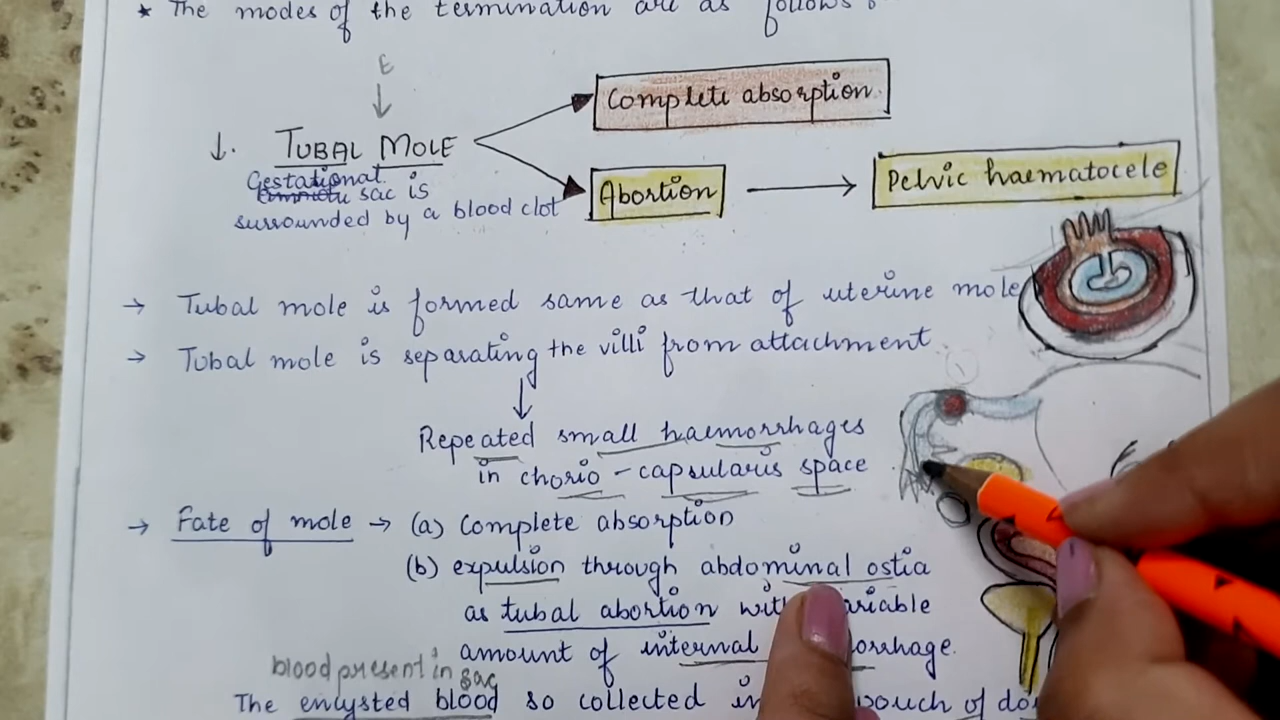 ★ The modes of the termination are as follows
E
↓. TUBAL MOLE
Complete absorption
Abortion → Pelvic haematocele
Gestational
sac is
surrounded by a blood clot
→ Tubal mole is formed same as that of uterine mole
→ Tubal mole is separating the villi from attachment
↓
Repeated small haemorrhages
in chorio - capsularis space
→ Fate of mole → (a) Complete absorption
(b) expulsion through abdominal ostia
as tubal abortion variable
amount of internal
blood present in sac
The encysted blood so collected in pouch of